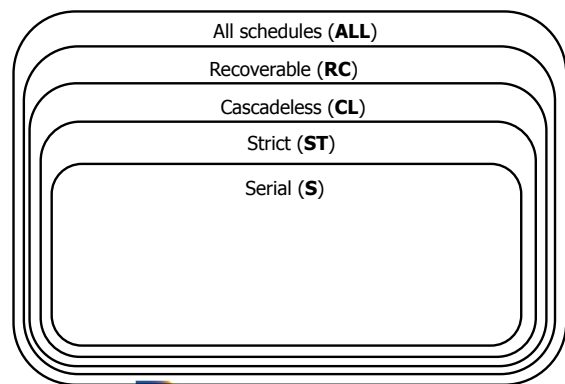 All schedules (ALL)
Recoverable (RC)
Cascadeless (CL)
Strict (ST)
Serial (S)